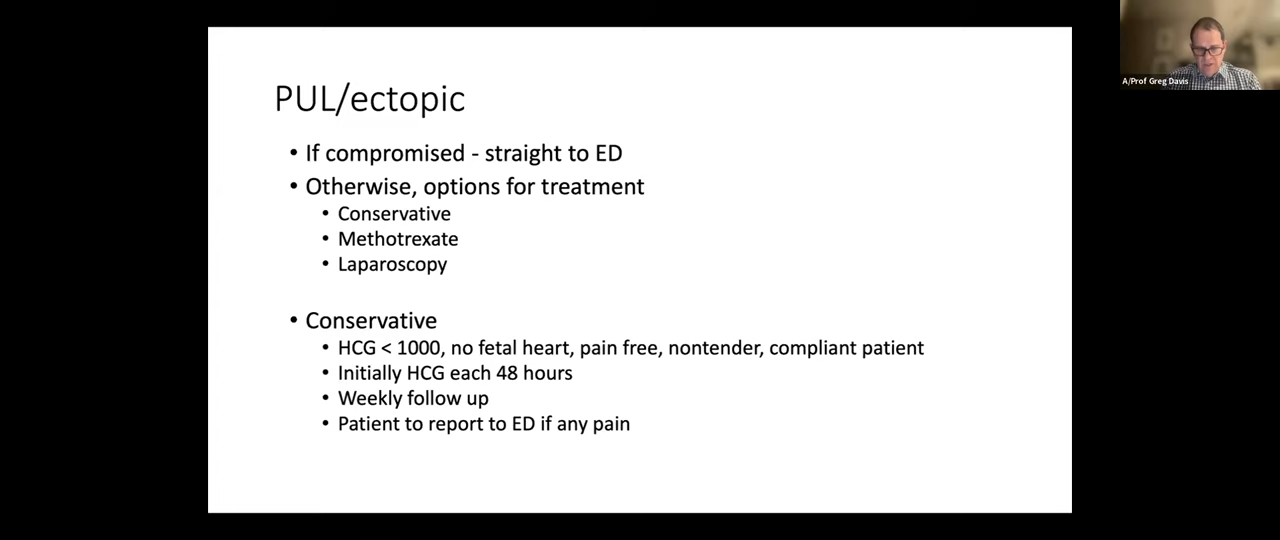 A/Prof Greg Davis
PUL/ectopic
• If compromised - straight to ED
• Otherwise, options for treatment
• Conservative
• Methotrexate
• Laparoscopy
• Conservative
• HCG < 1000, no fetal heart, pain free, nontender, compliant patient
• Initially HCG each 48 hours
• Weekly follow up
• Patient to report to ED if any pain